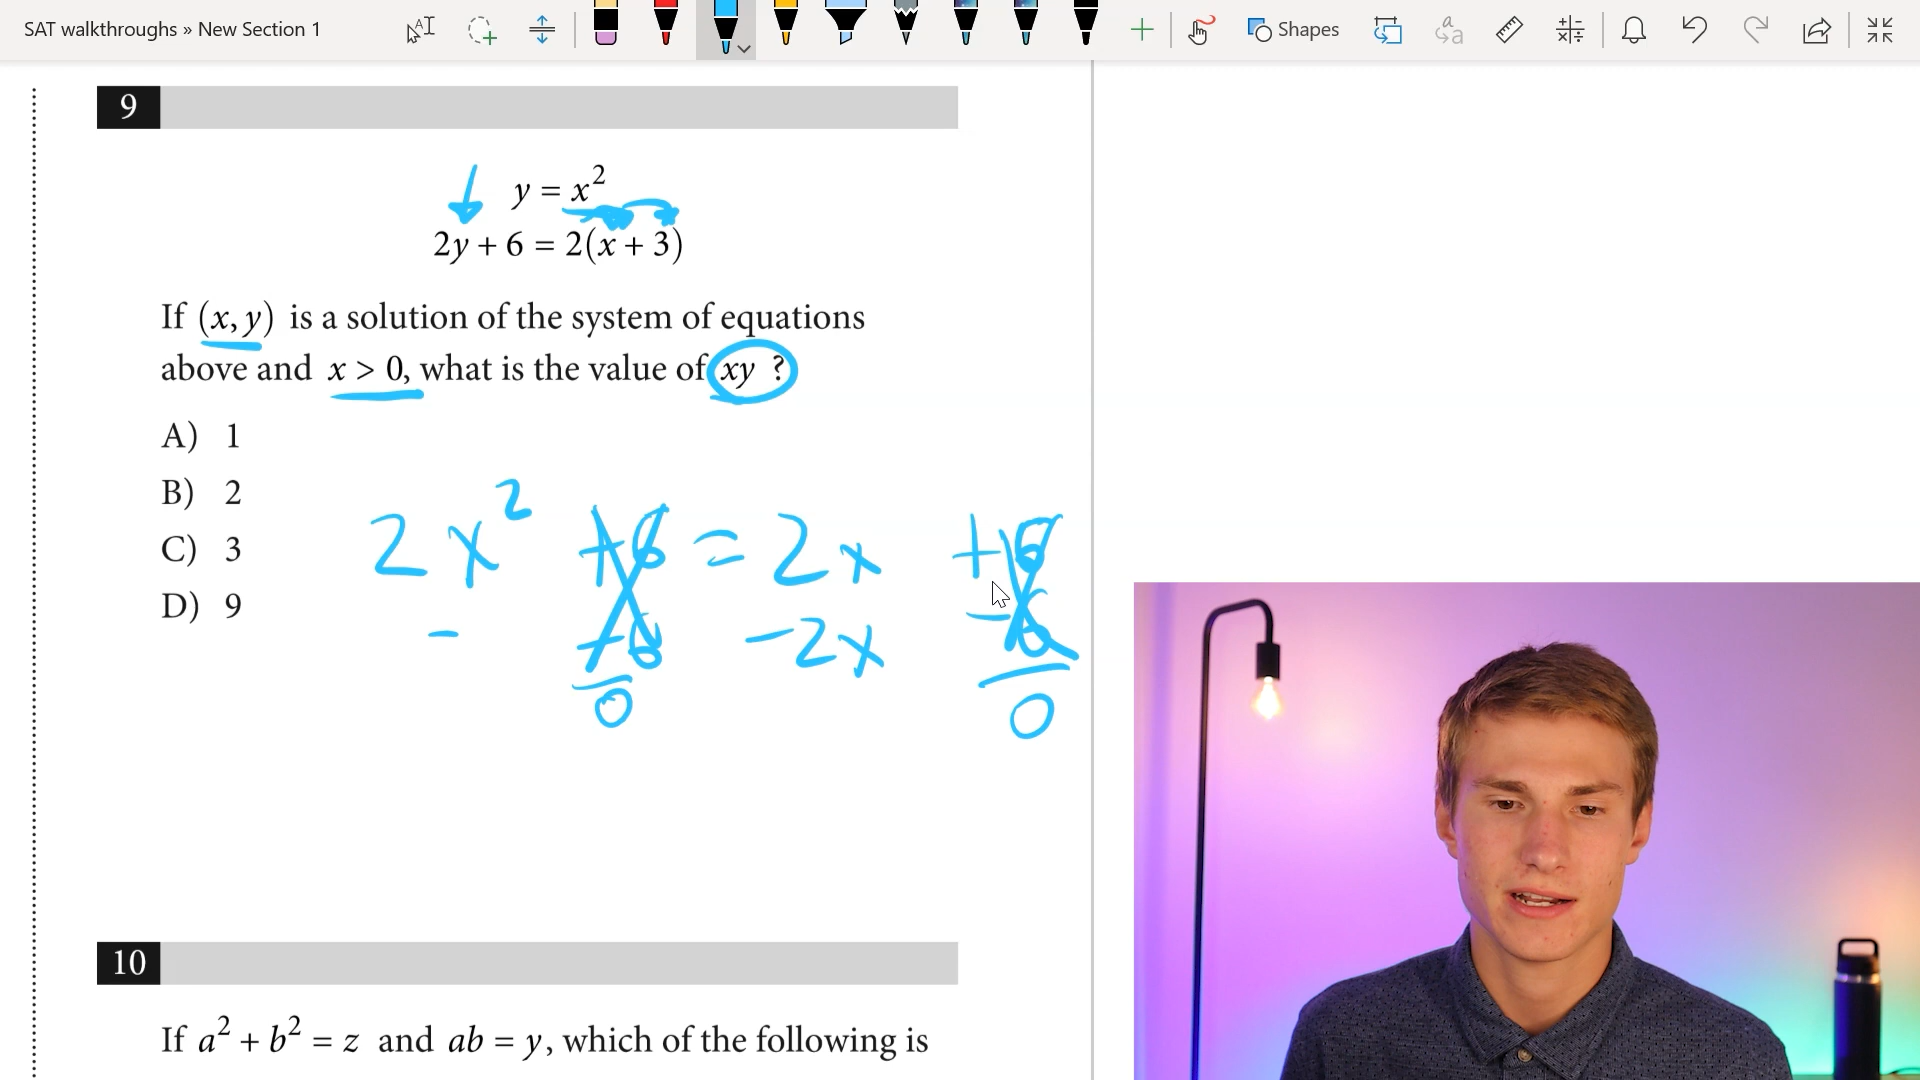 SAT walkthroughs » New Section 1
Shapes
9
y = x²
2y + 6 = 2(x + 3)
If (x, y) is a solution of the system of equations
above and x > 0, what is the value of xy ?
A) 1
B) 2
C) 3
D) 9
2x² +6 = 2x +6
- -6 -2x -6
0 0
10
If a² + b² = z and ab = y, which of the following is